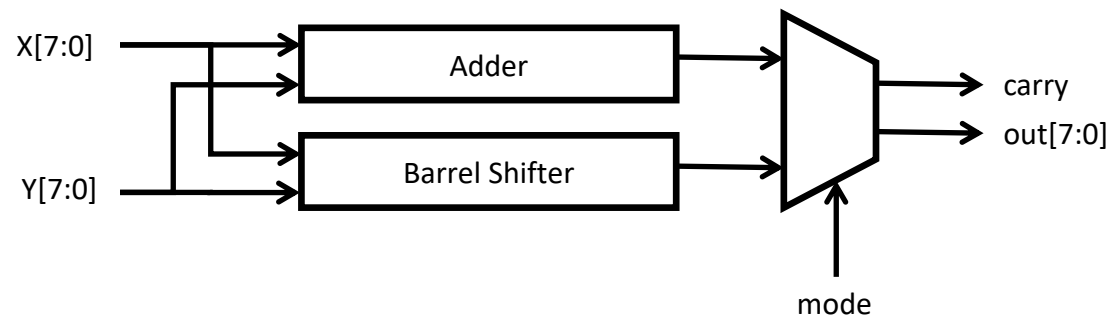 X[7:0]
Adder
carry
out[7:0]
Barrel Shifter
Y[7:0]
mode